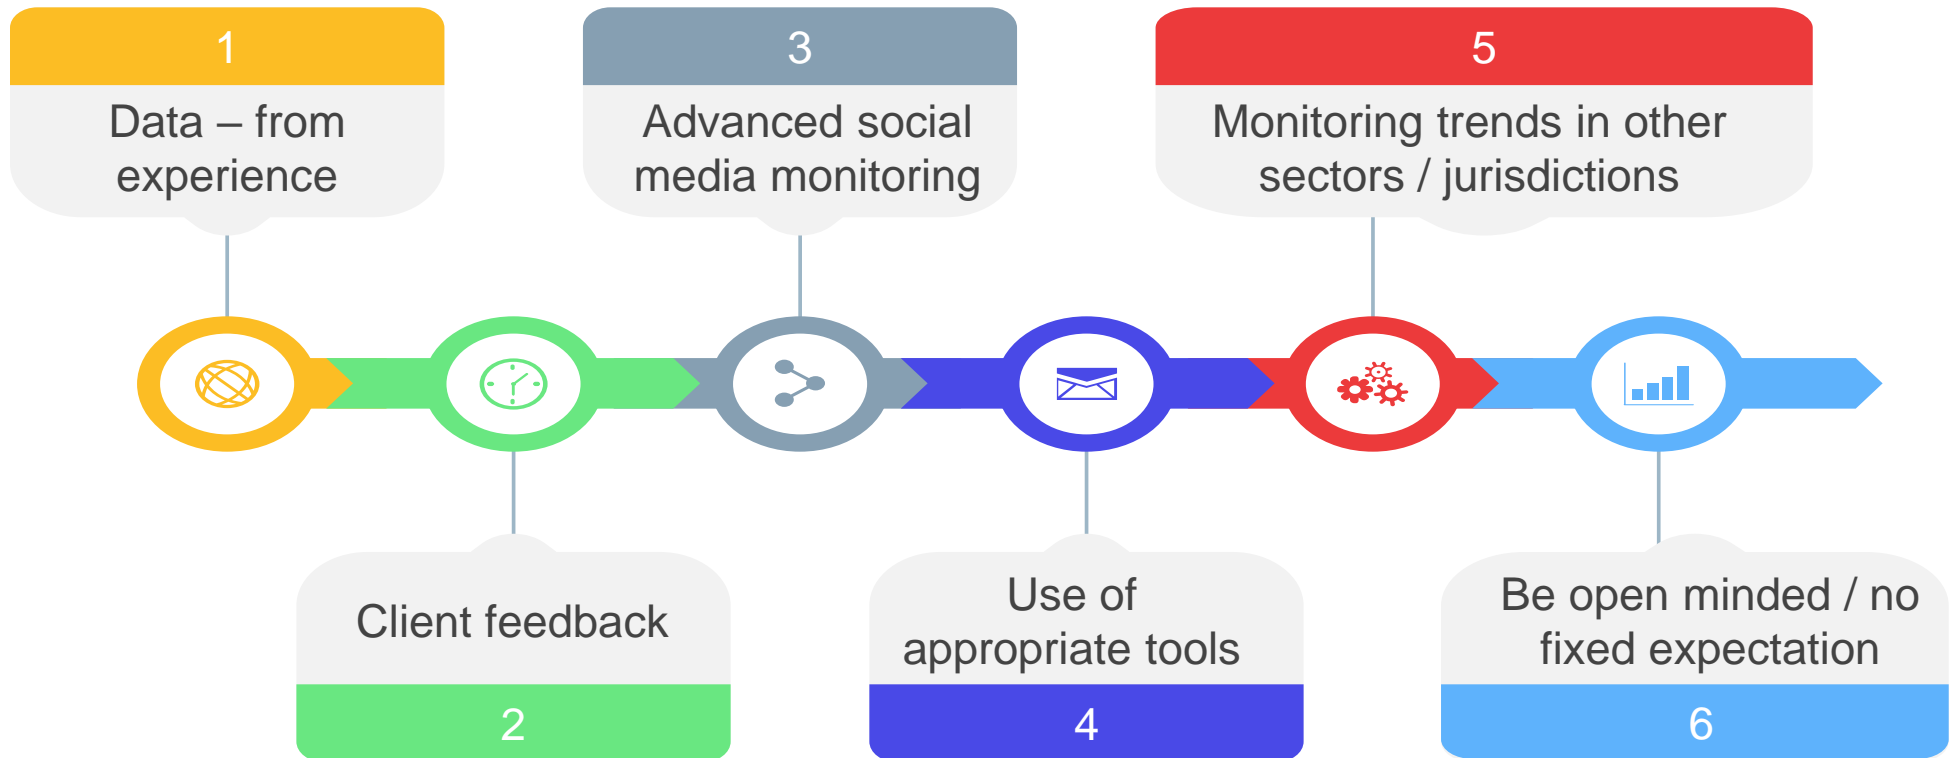 1
Data – from
experience
3
Advanced social
media monitoring
5
Monitoring trends in other
sectors / jurisdictions
Client feedback
2
Use of
appropriate tools
4
Be open minded / no
fixed expectation
6